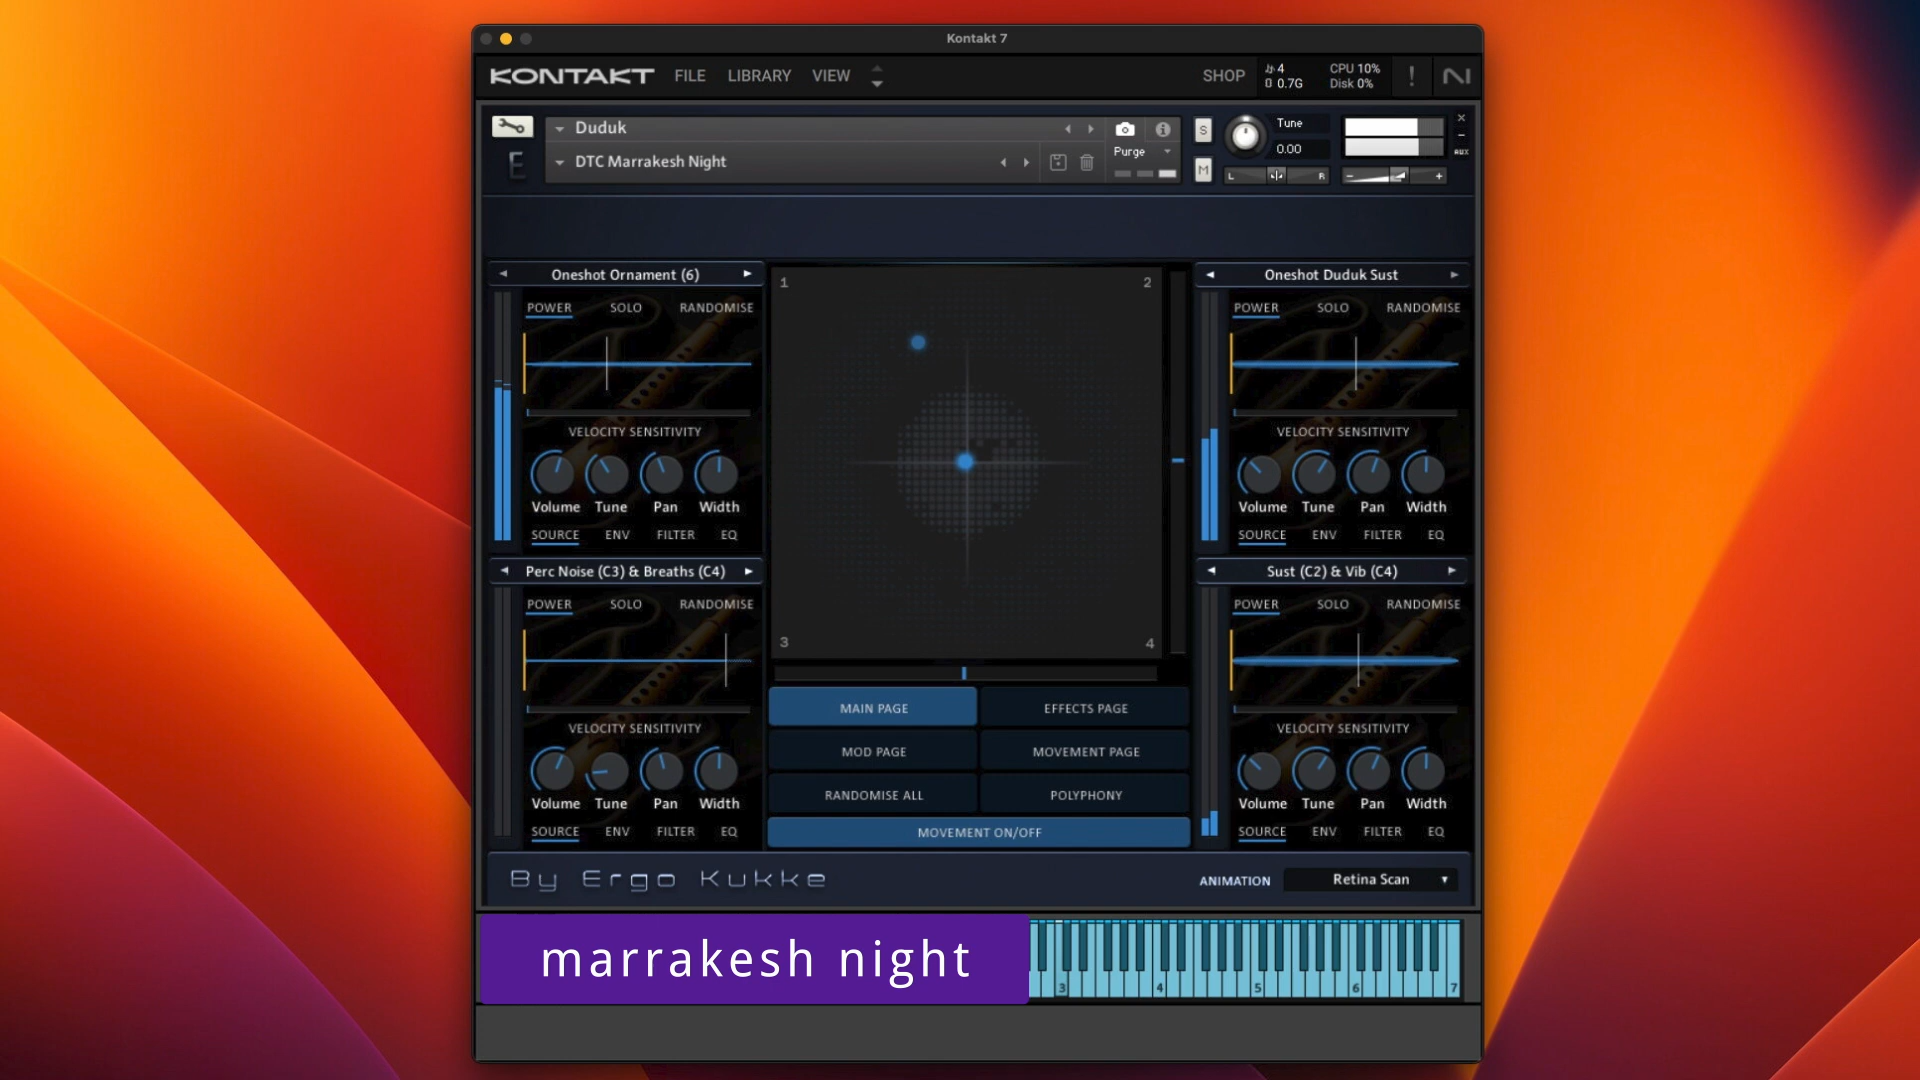 Kontakt 7
KONTAKT FILE LIBRARY VIEW SHOP 4 0.7G CPU 10% Disk 0% !
Duduk
DTC Marrakesh Night
E
Purge
S
M
Tune
0.00
L R
- +
AUX
Oneshot Ornament (6)
POWER SOLO RANDOMISE
VELOCITY SENSITIVITY
Volume Tune Pan Width
SOURCE ENV FILTER EQ
Perc Noise (C3) & Breaths (C4)
POWER SOLO RANDOMISE
VELOCITY SENSITIVITY
Volume Tune Pan Width
SOURCE ENV FILTER EQ
1 2
3 4
MAIN PAGE EFFECTS PAGE
MOD PAGE MOVEMENT PAGE
RANDOMISE ALL POLYPHONY
MOVEMENT ON/OFF
Oneshot Duduk Sust
POWER SOLO RANDOMISE
VELOCITY SENSITIVITY
Volume Tune Pan Width
SOURCE ENV FILTER EQ
Sust (C2) & Vib (C4)
POWER SOLO RANDOMISE
VELOCITY SENSITIVITY
Volume Tune Pan Width
SOURCE ENV FILTER EQ
By Ergo Kukke
ANIMATION Retina Scan
marrakesh night
3 4 5 6 7